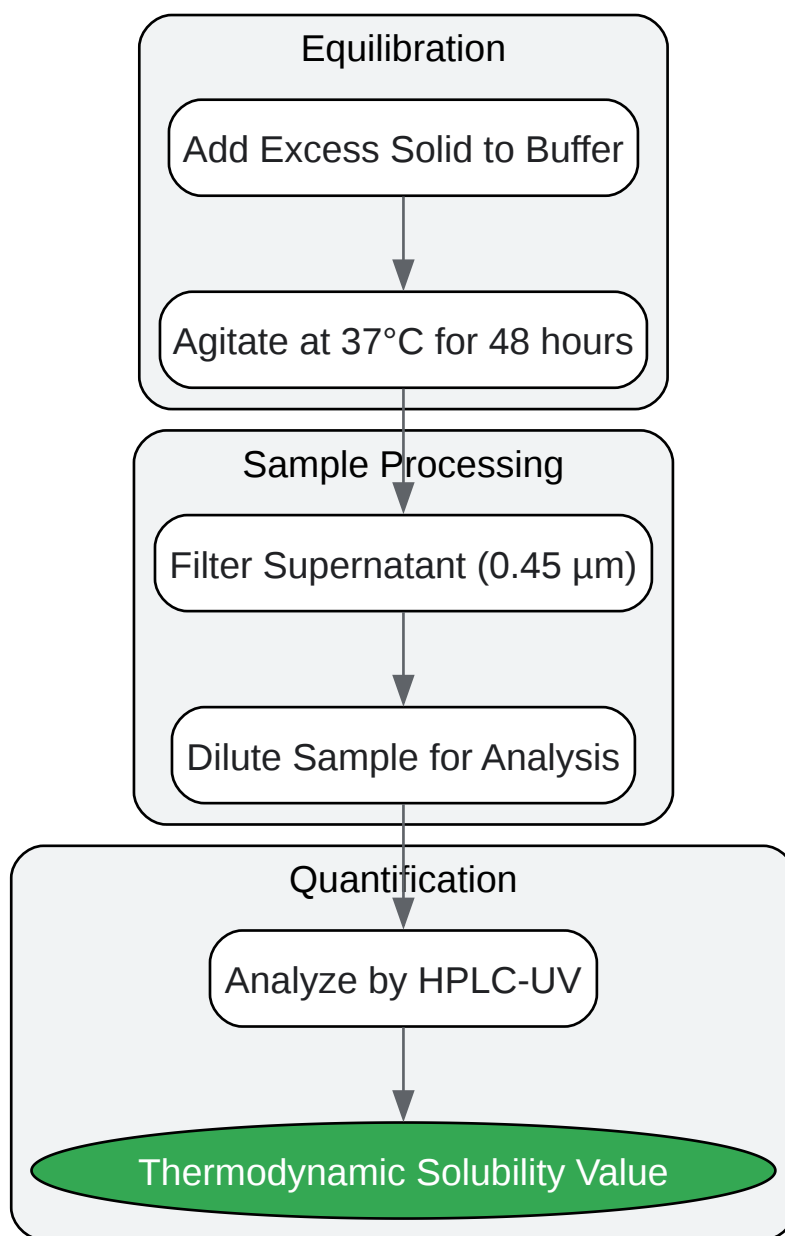 Equilibration
Add Excess Solid to Buffer
Agitate at 37°C for 48 hours
Sample Processing
Filter Supernatant (0.45 µm)
Dilute Sample for Analysis
Quantification
Analyze by HPLC-UV
Thermodynamic Solubility Value